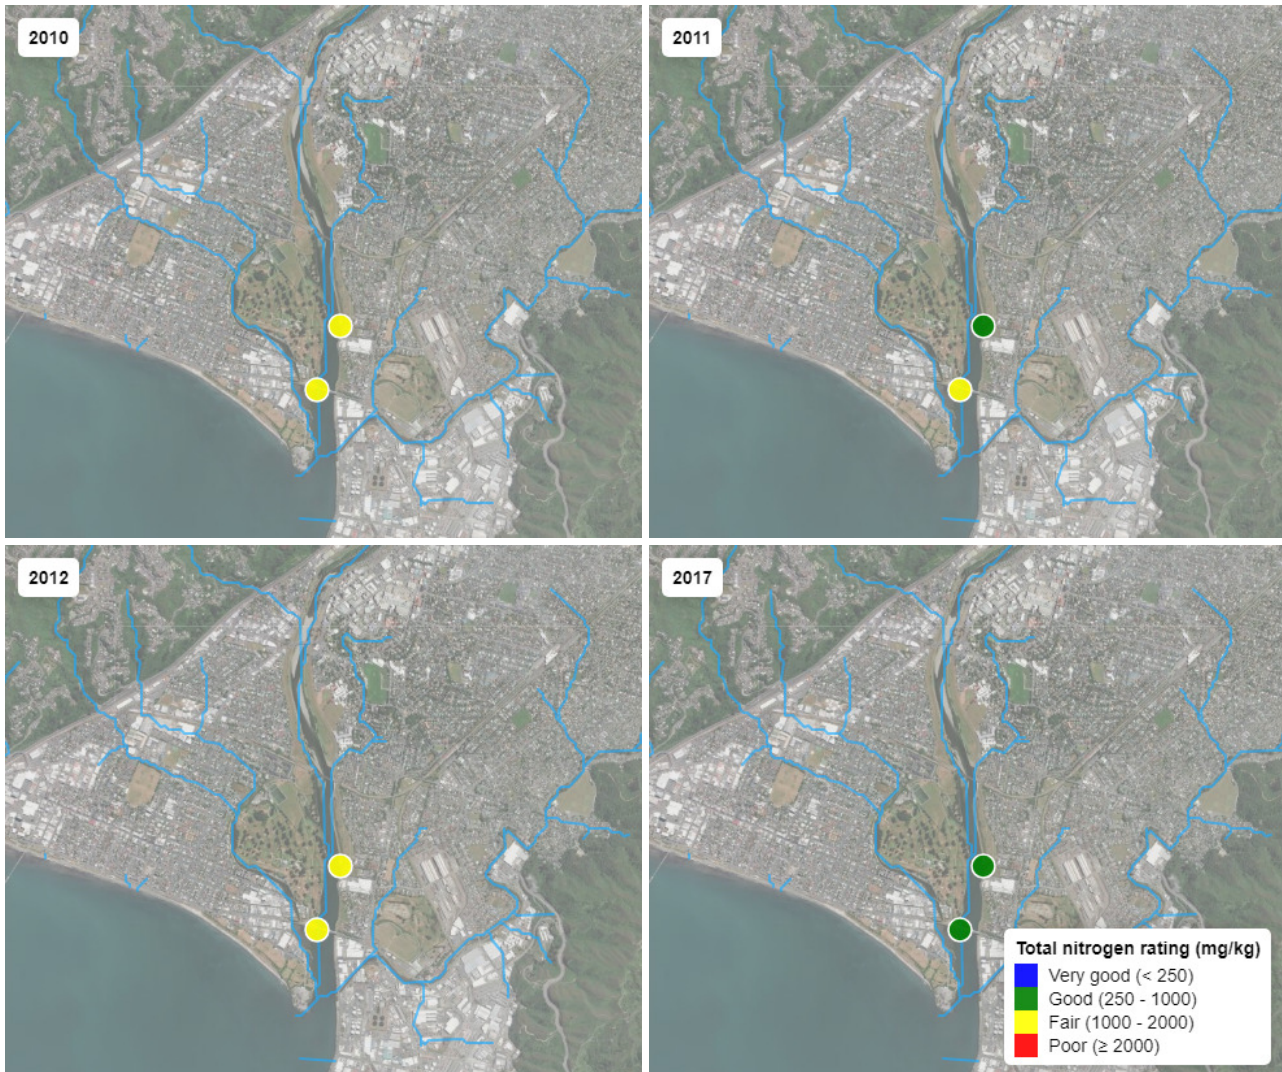 2010
2011
2012
2017
Total nitrogen rating (mg/kg)
Very good (< 250)
Good (250 - 1000)
Fair (1000 - 2000)
Poor (≥ 2000)